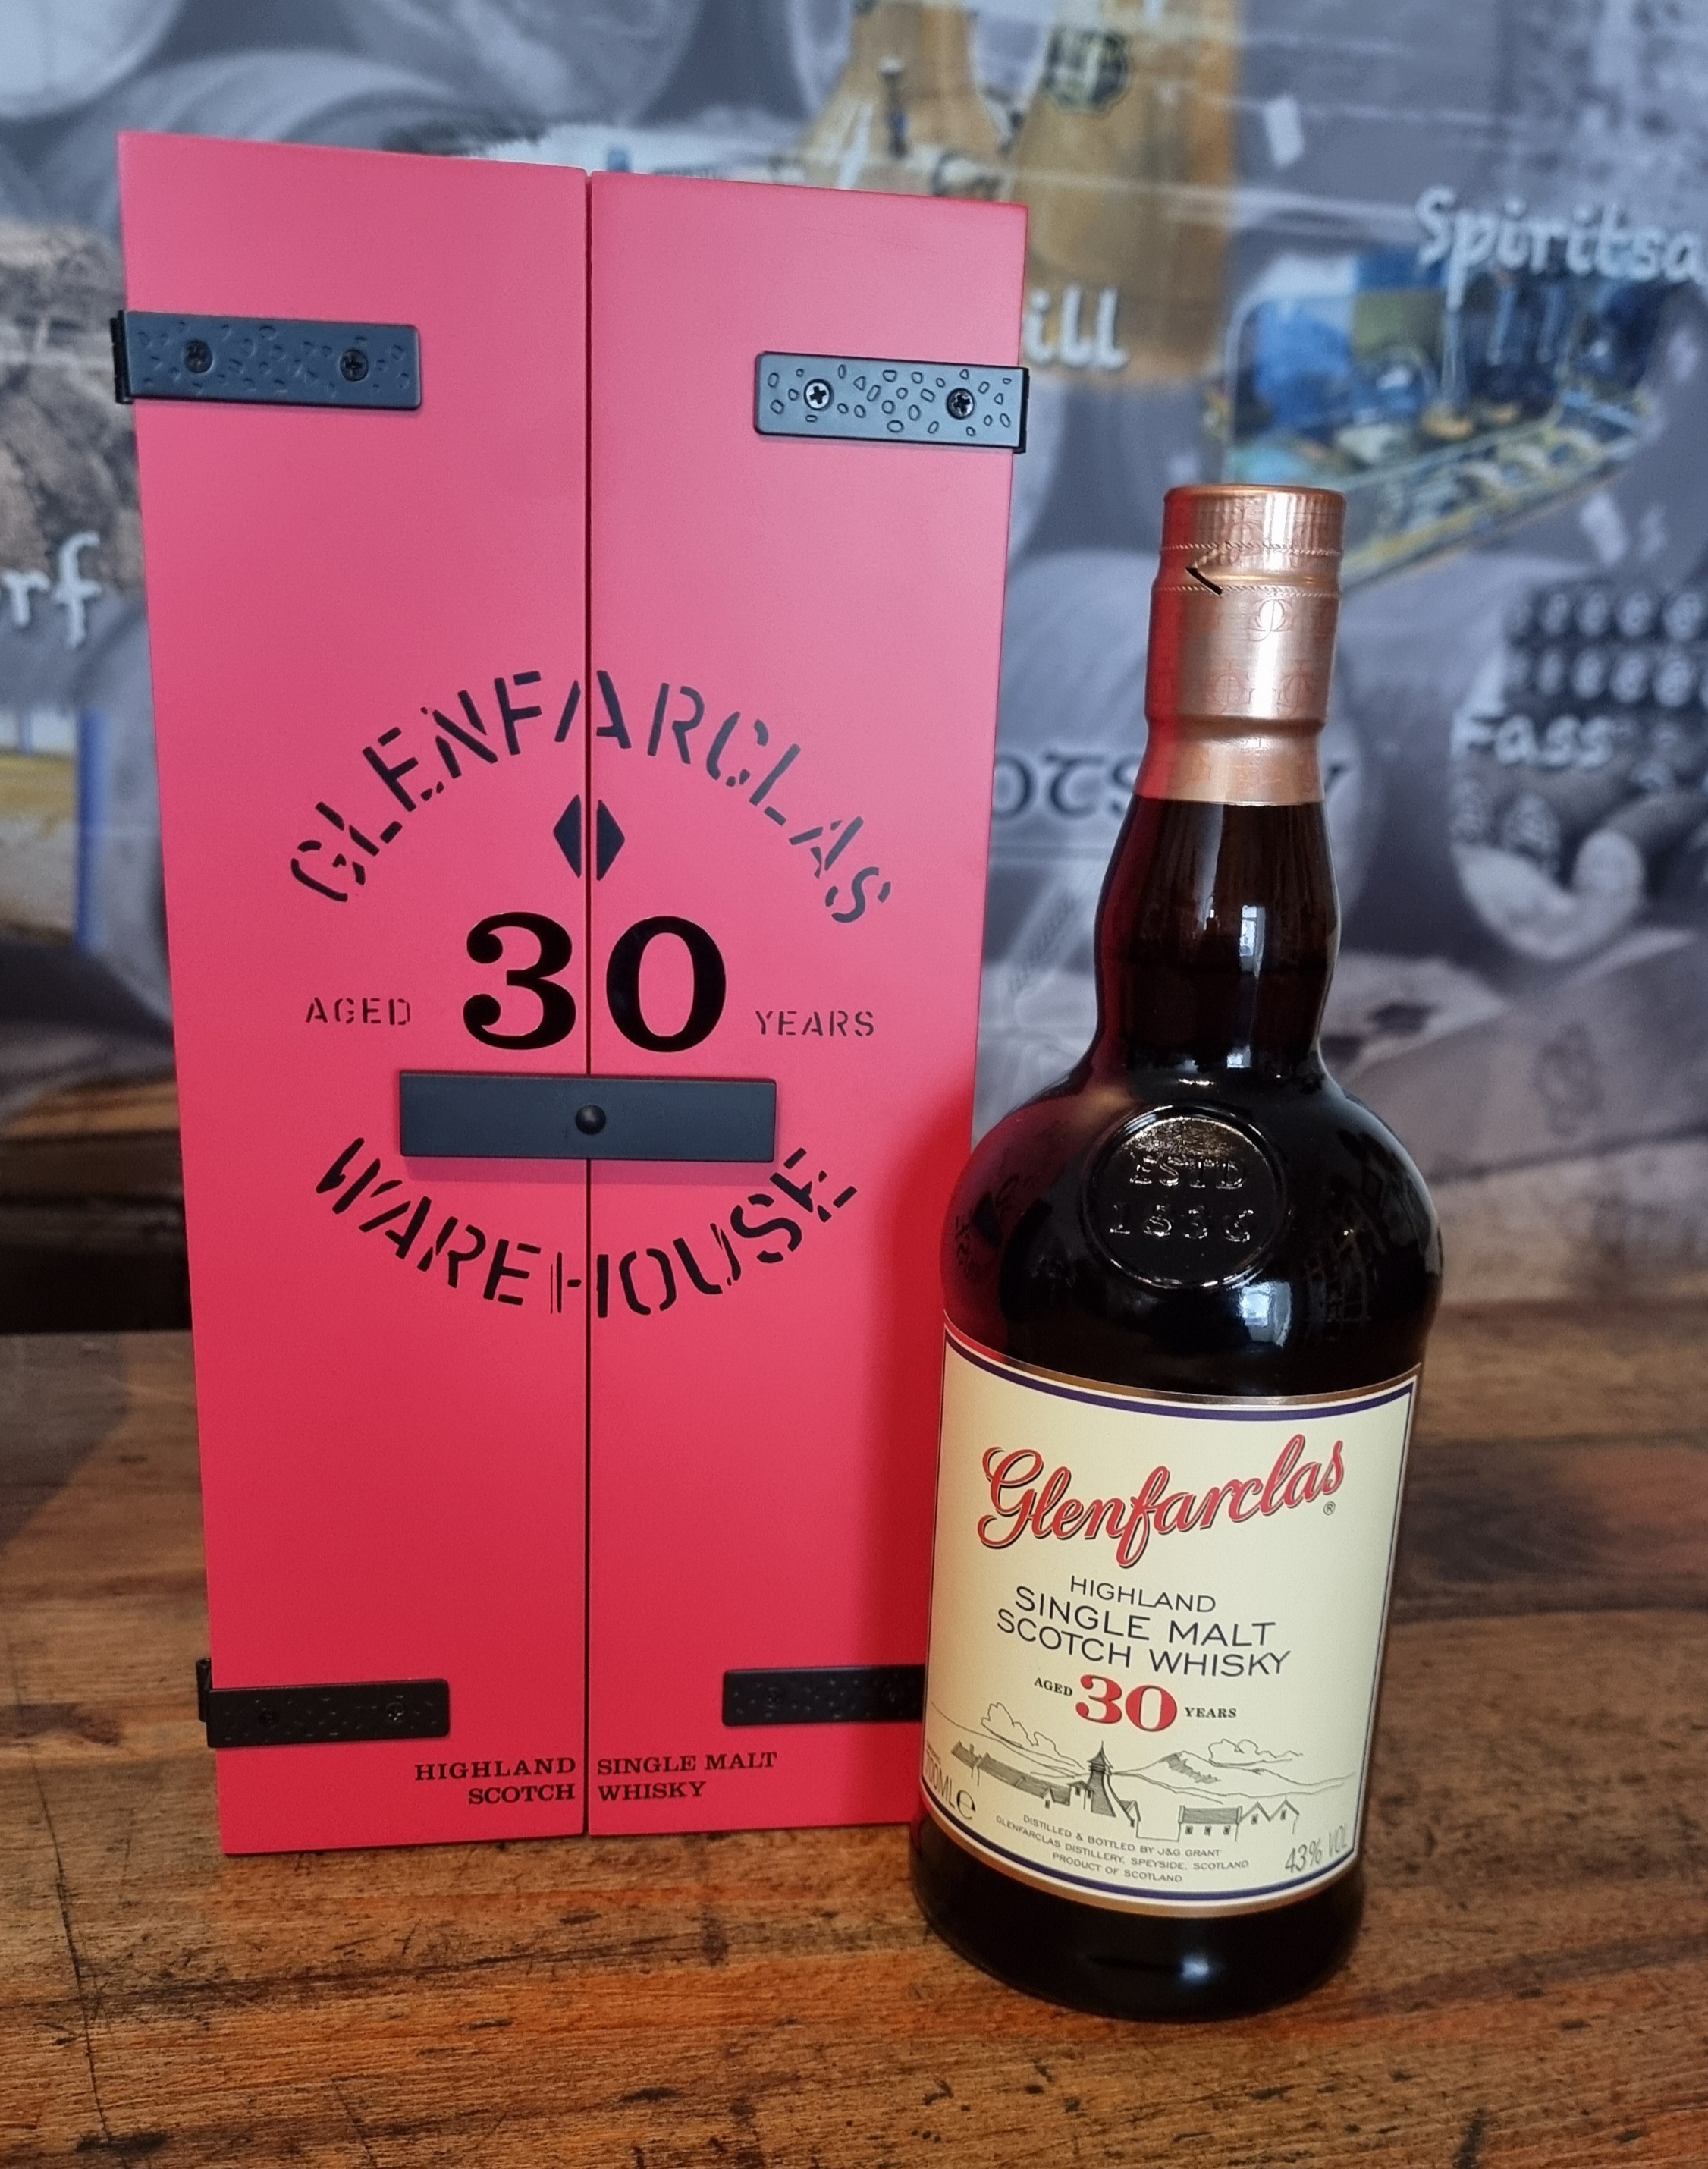 Spiritsa
ill
rf
Fass
GLENFARCLAS
AGED 30 YEARS
WAREHOUSE
HIGHLAND SINGLE MALT
SCOTCH WHISKY
ESTD
1836
Glenfarclas®
HIGHLAND
SINGLE MALT
SCOTCH WHISKY
AGED 30 YEARS
700ML e
DISTILLED & BOTTLED BY J&G GRANT
GLENFARCLAS DISTILLERY, SPEYSIDE, SCOTLAND
PRODUCT OF SCOTLAND
43% VOL